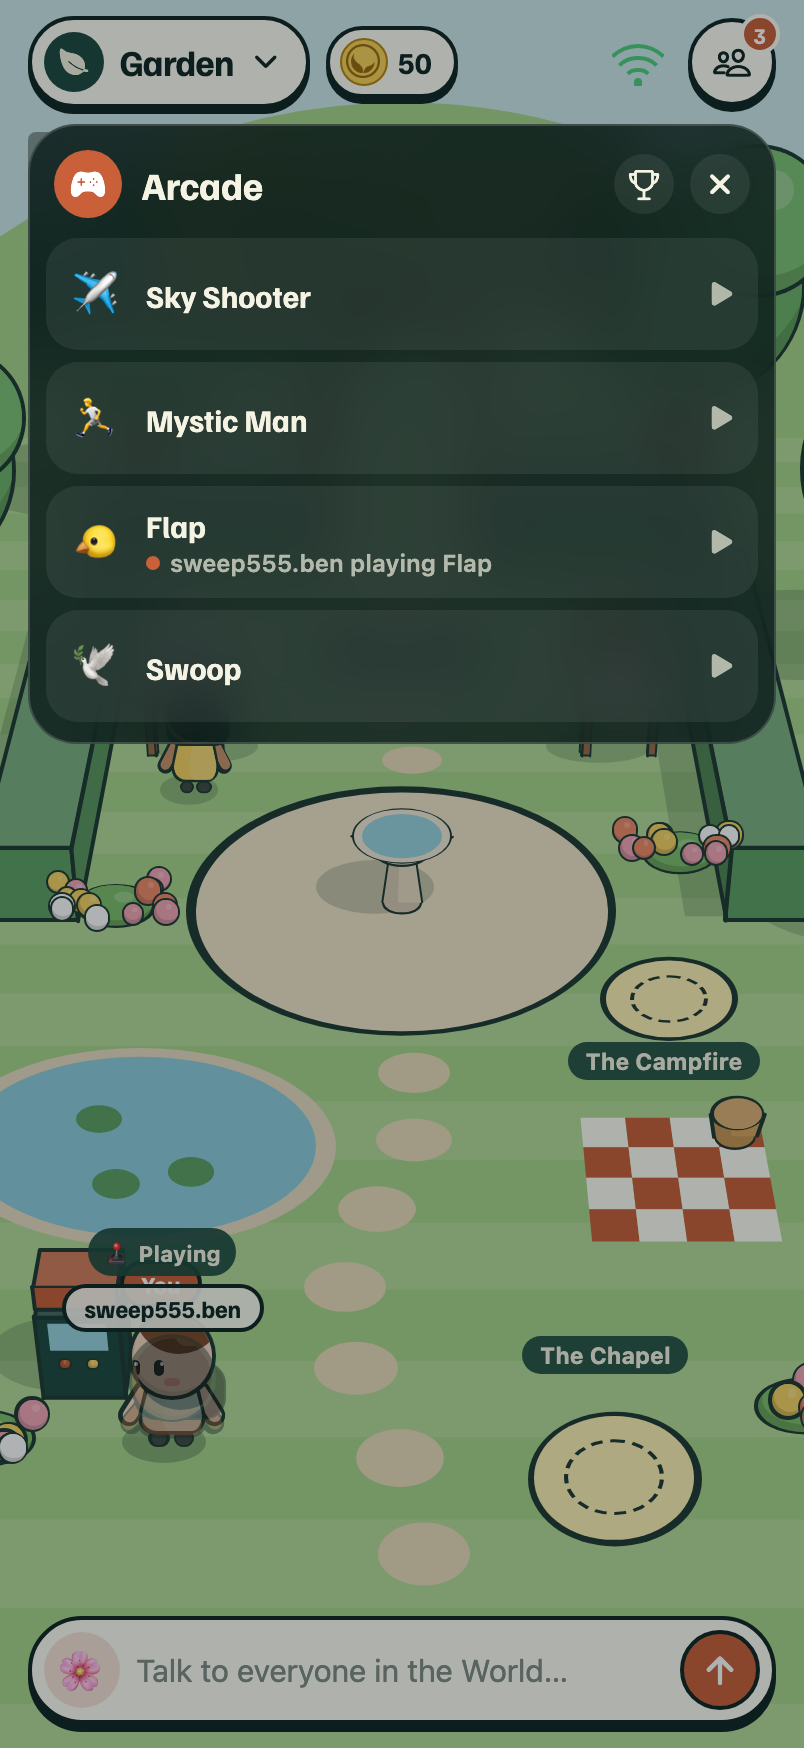 Garden
50
3
Arcade
Sky Shooter
Mystic Man
Flap
sweep555.ben playing Flap
Swoop
The Campfire
Playing
You
sweep555.ben
The Chapel
Talk to everyone in the World...